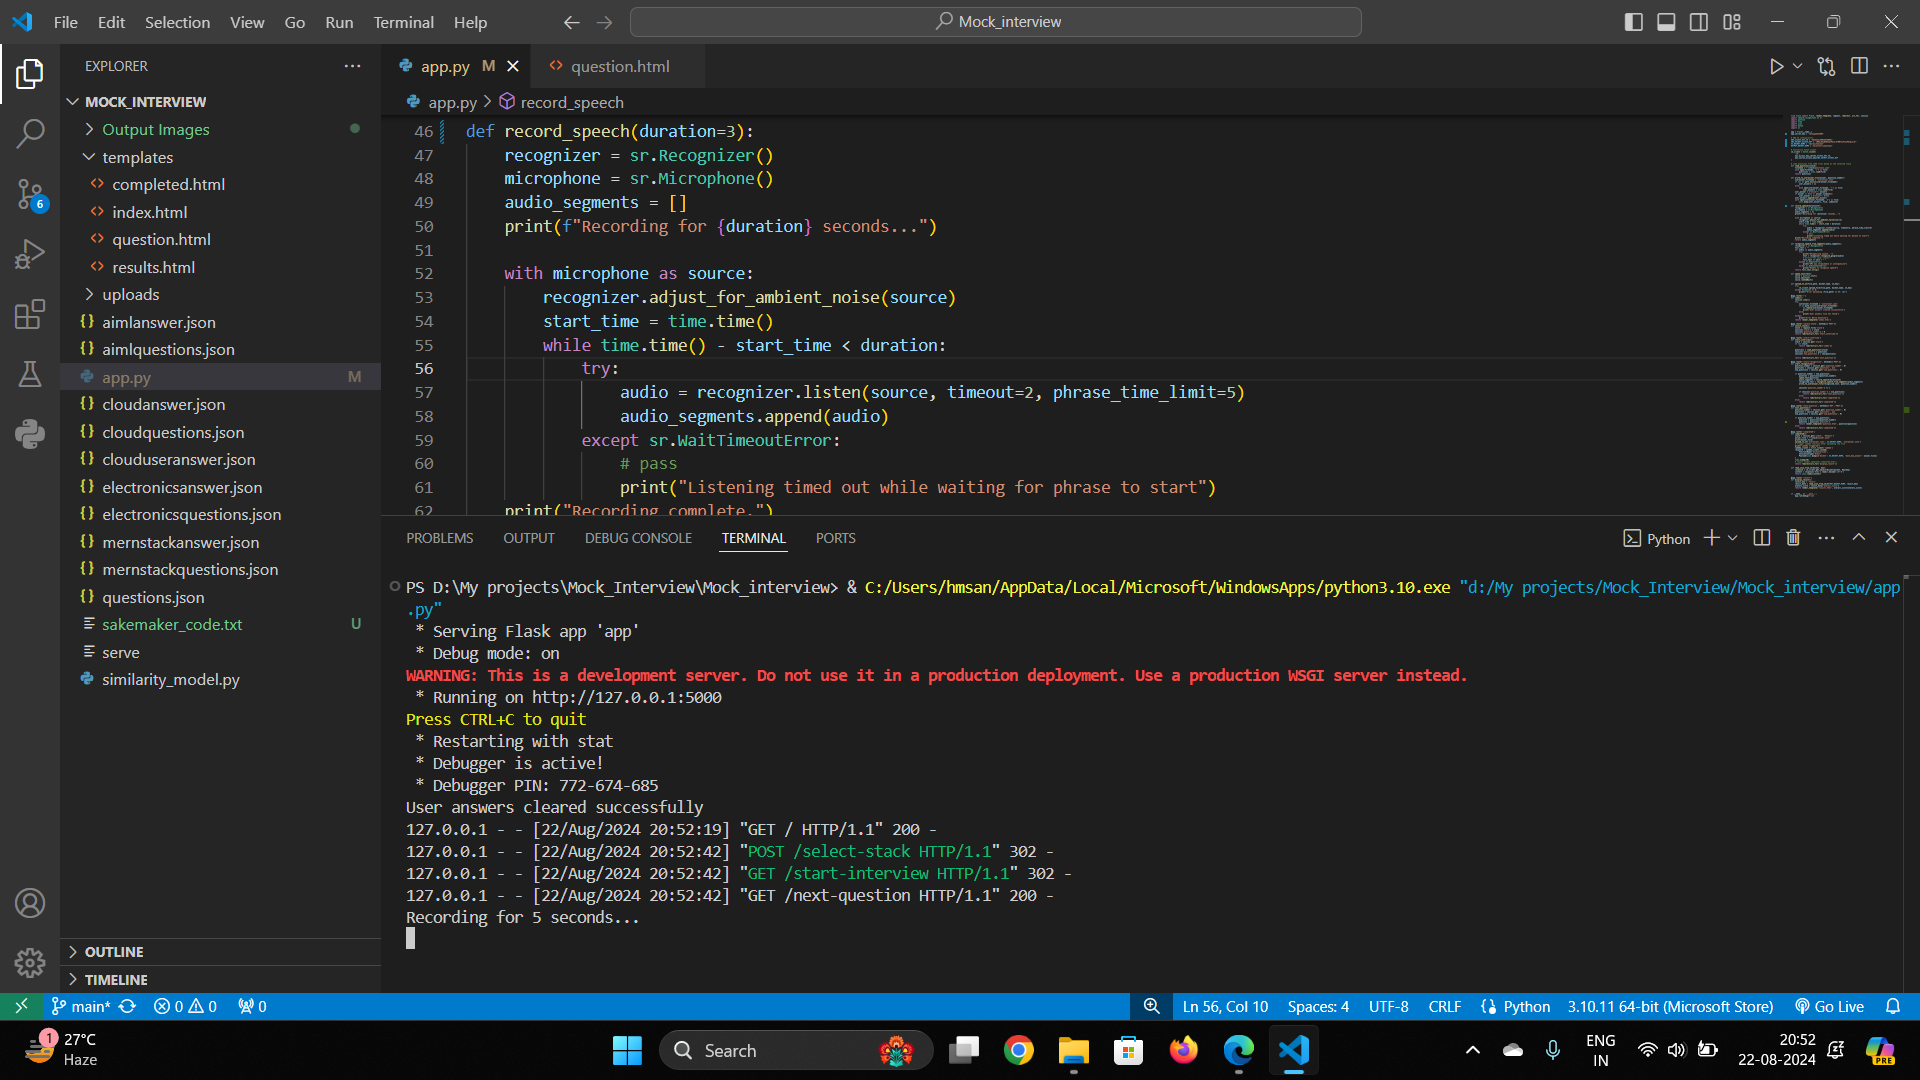 File Edit Selection View Go Run Terminal Help
Mock_interview
EXPLORER
MOCK_INTERVIEW
Output Images
templates
completed.html
index.html
question.html
results.html
uploads
aimlanswer.json
aimlquestions.json
app.py M
cloudanswer.json
cloudquestions.json
clouduseranswer.json
electronicsanswer.json
electronicsquestions.json
mernstackanswer.json
mernstackquestions.json
questions.json
sakemaker_code.txt U
serve
similarity_model.py
OUTLINE
TIMELINE
6
app.py M
question.html
app.py > record_speech
46 def record_speech(duration=3):
47 recognizer = sr.Recognizer()
48 microphone = sr.Microphone()
49 audio_segments = []
50 print(f"Recording for {duration} seconds...")
51
52 with microphone as source:
53 recognizer.adjust_for_ambient_noise(source)
54 start_time = time.time()
55 while time.time() - start_time < duration:
56 try:
57 audio = recognizer.listen(source, timeout=2, phrase_time_limit=5)
58 audio_segments.append(audio)
59 except sr.WaitTimeoutError:
60 # pass
61 print("Listening timed out while waiting for phrase to start")
62 print("Recording complete.")
PROBLEMS OUTPUT DEBUG CONSOLE TERMINAL PORTS
Python
PS D:\My projects\Mock_Interview\Mock_interview> & C:/Users/hmsan/AppData/Local/Microsoft/WindowsApps/python3.10.exe "d:/My projects/Mock_Interview/Mock_interview/app
.py"
* Serving Flask app 'app'
* Debug mode: on
WARNING: This is a development server. Do not use it in a production deployment. Use a production WSGI server instead.
* Running on http://127.0.0.1:5000
Press CTRL+C to quit
* Restarting with stat
* Debugger is active!
* Debugger PIN: 772-674-685
User answers cleared successfully
127.0.0.1 - - [22/Aug/2024 20:52:19] "GET / HTTP/1.1" 200 -
127.0.0.1 - - [22/Aug/2024 20:52:42] "POST /select-stack HTTP/1.1" 302 -
127.0.0.1 - - [22/Aug/2024 20:52:42] "GET /start-interview HTTP/1.1" 302 -
127.0.0.1 - - [22/Aug/2024 20:52:42] "GET /next-question HTTP/1.1" 200 -
Recording for 5 seconds...
main* 0 0 0
Ln 56, Col 10 Spaces: 4 UTF-8 CRLF Python 3.10.11 64-bit (Microsoft Store) Go Live
1
27°C
Haze
Search
ENG
IN
20:52
22-08-2024
PRE